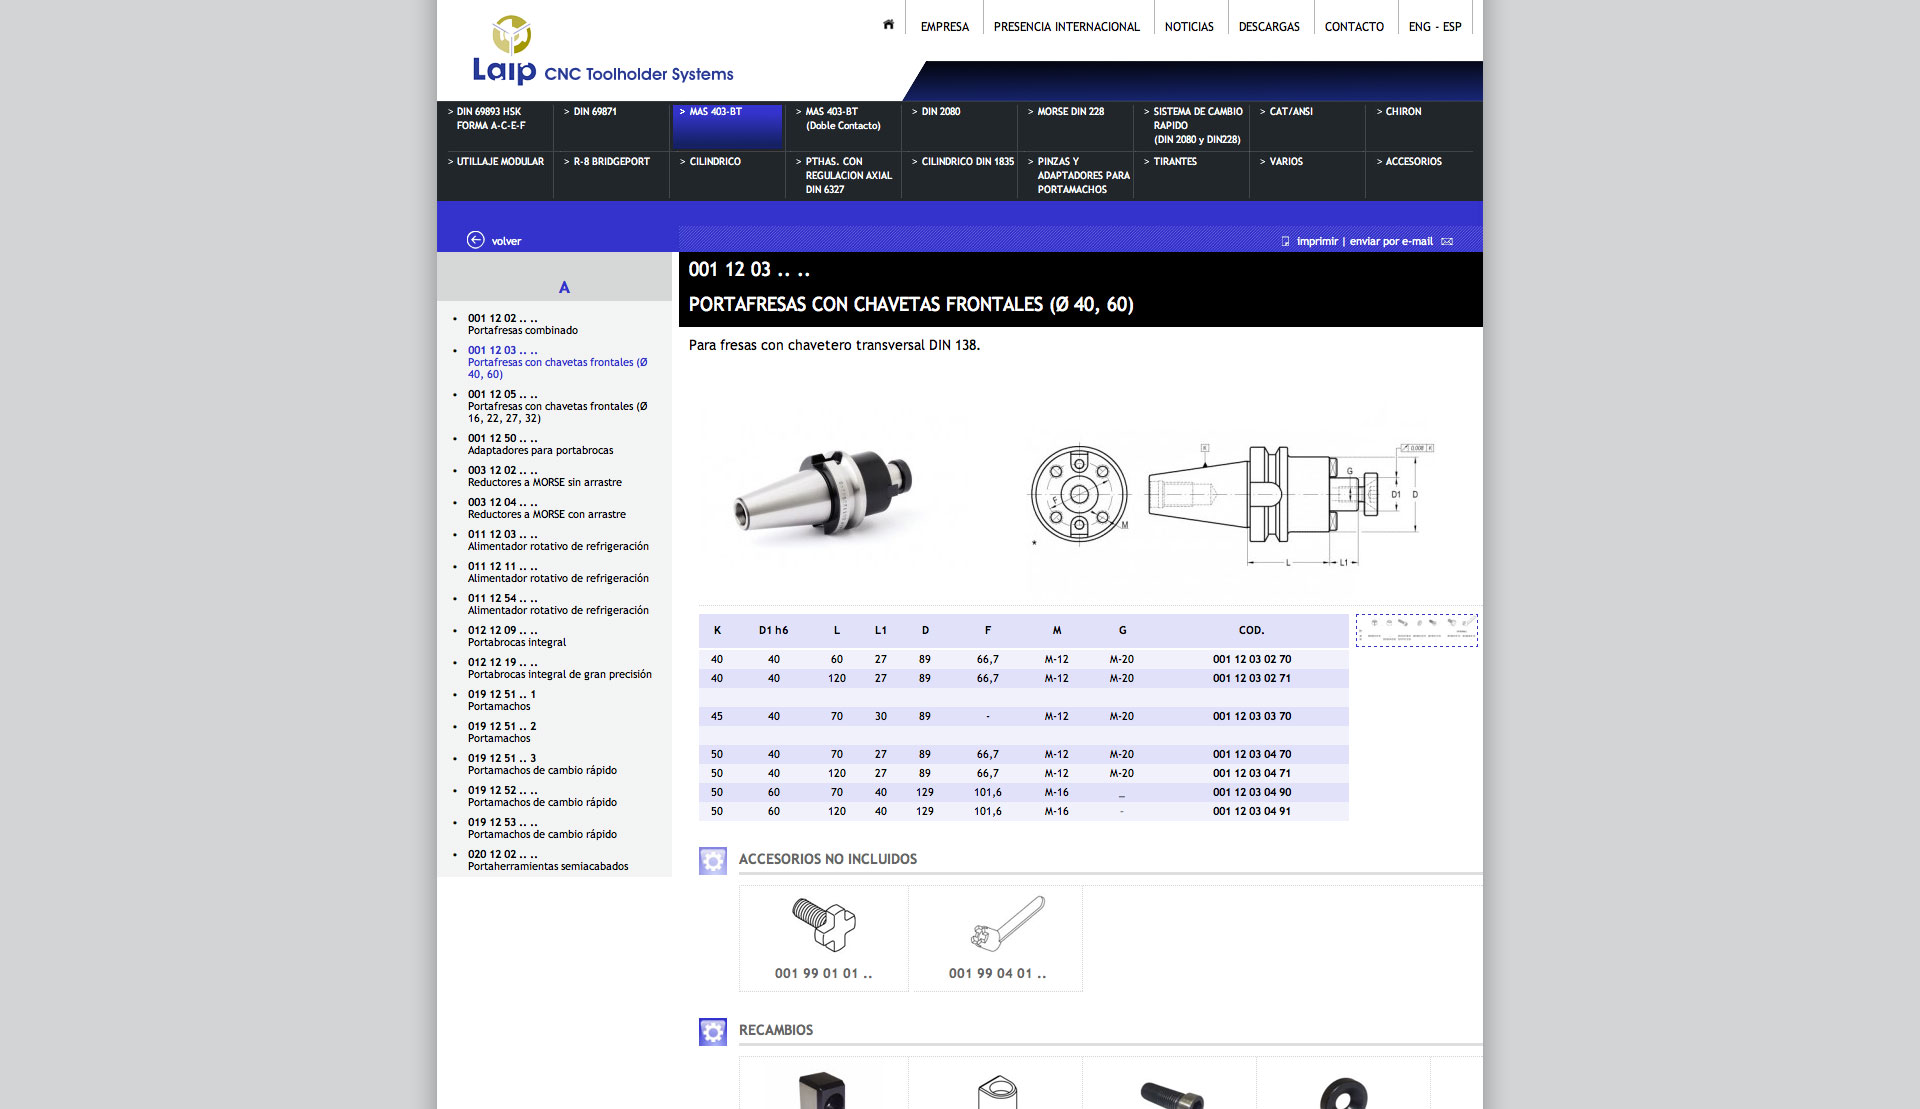 EMPRESA
PRESENCIA INTERNACIONAL
NOTICIAS
DESCARGAS
CONTACTO
ENG - ESP
Laip CNC Toolholder Systems
> DIN 69893 HSK
FORMA A-C-E-F
> DIN 69871
> MAS 403-BT
> MAS 403-BT
(Doble Contacto)
> DIN 2080
> MORSE DIN 228
> SISTEMA DE CAMBIO
RAPIDO
(DIN 2080 y DIN228)
> CAT/ANSI
> CHIRON
> UTILLAJE MODULAR
> R-8 BRIDGEPORT
> CILINDRICO
> PTHAS. CON
REGULACION AXIAL
DIN 6327
> CILINDRICO DIN 1835
> PINZAS Y
ADAPTADORES PARA
PORTAMACHOS
> TIRANTES
> VARIOS
> ACCESORIOS
volver
imprimir | enviar por e-mail
A
• 001 12 02 .. ..
Portafresas combinado
• 001 12 03 .. ..
Portafresas con chavetas frontales (Ø
40, 60)
• 001 12 05 .. ..
Portafresas con chavetas frontales (Ø
16, 22, 27, 32)
• 001 12 50 .. ..
Adaptadores para portabrocas
• 003 12 02 .. ..
Reductores a MORSE sin arrastre
• 003 12 04 .. ..
Reductores a MORSE con arrastre
• 011 12 03 .. ..
Alimentador rotativo de refrigeración
• 011 12 11 .. ..
Alimentador rotativo de refrigeración
• 011 12 54 .. ..
Alimentador rotativo de refrigeración
• 012 12 09 .. ..
Portabrocas integral
• 012 12 19 .. ..
Portabrocas integral de gran precisión
• 019 12 51 .. 1
Portamachos
• 019 12 51 .. 2
Portamachos
• 019 12 51 .. 3
Portamachos de cambio rápido
• 019 12 52 .. ..
Portamachos de cambio rápido
• 019 12 53 .. ..
Portamachos de cambio rápido
• 020 12 02 .. ..
Portaherramientas semiacabados
001 12 03 .. ..
PORTAFRESAS CON CHAVETAS FRONTALES (Ø 40, 60)
Para fresas con chavetero transversal DIN 138.
F
M
*
K
0.008 K
G
D1
D
L
L1
K D1 h6 L L1 D F M G COD.
40 40 60 27 89 66,7 M-12 M-20 001 12 03 02 70
40 40 120 27 89 66,7 M-12 M-20 001 12 03 02 71
45 40 70 30 89 - M-12 M-20 001 12 03 03 70
50 40 70 27 89 66,7 M-12 M-20 001 12 03 04 70
50 40 120 27 89 66,7 M-12 M-20 001 12 03 04 71
50 60 70 40 129 101,6 M-16 _ 001 12 03 04 90
50 60 120 40 129 101,6 M-16 - 001 12 03 04 91
ACCESORIOS NO INCLUIDOS
001 99 01 01 ..
001 99 04 01 ..
RECAMBIOS